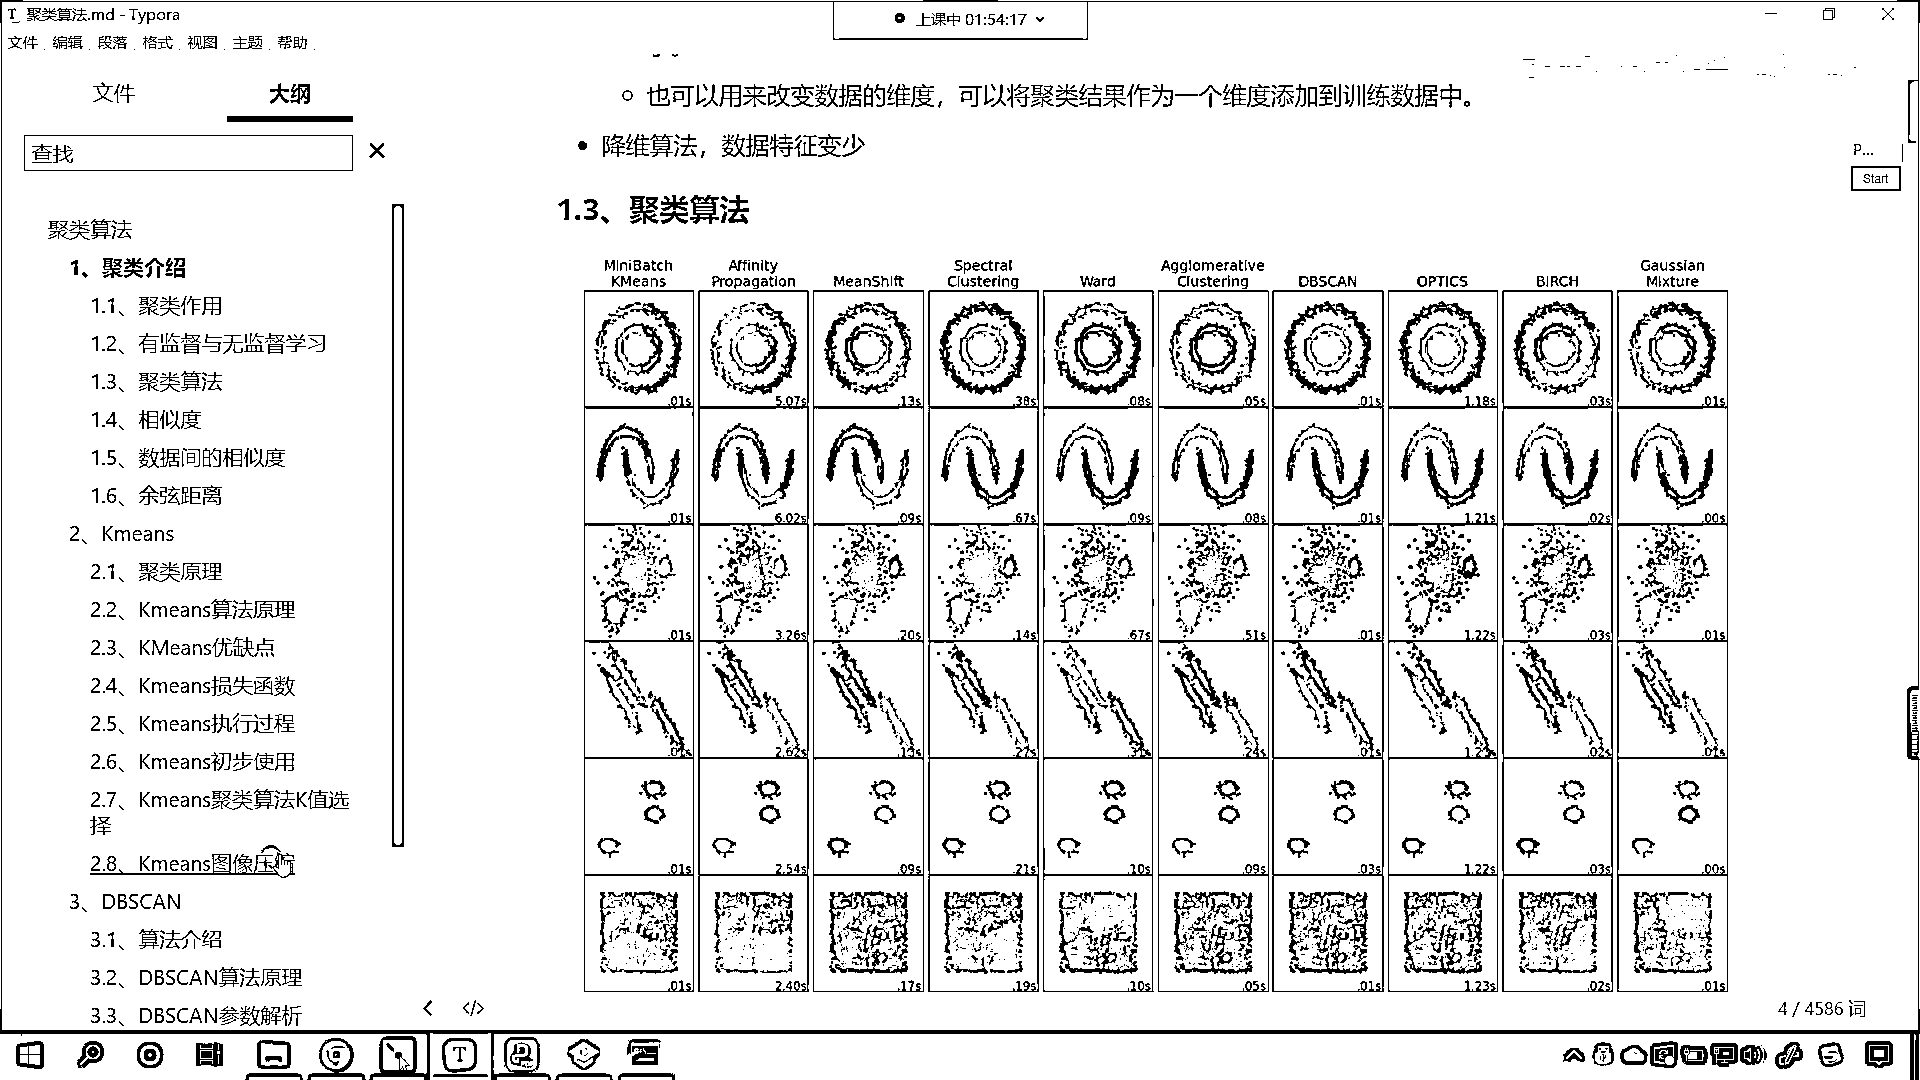 聚类算法.md - Typora
上课中 01:54:17
文件 编辑 段落 格式 视图 主题 帮助
文件 大纲
查找
聚类算法
1、聚类介绍
1.1、聚类作用
1.2、有监督与无监督学习
1.3、聚类算法
1.4、相似度
1.5、数据间的相似度
1.6、余弦距离
2、Kmeans
2.1、聚类原理
2.2、Kmeans算法原理
2.3、KMeans优缺点
2.4、Kmeans损失函数
2.5、Kmeans执行过程
2.6、Kmeans初步使用
2.7、Kmeans聚类算法K值选
择
2.8、Kmeans图像压
3、DBSCAN
3.1、算法介绍
3.2、DBSCAN算法原理
3.3、DBSCAN参数解析
也可以用来改变数据的维度，可以将聚类结果作为一个维度添加到训练数据中。
降维算法，数据特征变少
P...
Start
1.3、聚类算法
MiniBatch KMeans
Affinity Propagation
MeanShift
Spectral Clustering
Ward
Agglomerative Clustering
DBSCAN
OPTICS
BIRCH
Gaussian Mixture
.01s 5.07s .13s .38s .08s .05s .01s 1.18s .03s .01s
.01s 6.02s .09s .67s .09s .08s .01s 1.21s .02s .00s
.01s 3.26s .20s .14s .67s .51s .01s 1.22s .03s .01s
.01s 2.62s .27s .24s .01s .02s .01s
.01s 2.54s .09s .21s .10s .09s .03s 1.22s .03s .00s
.01s 2.40s .17s .19s .10s .05s .01s 1.23s .02s .01s
4 / 4586 词